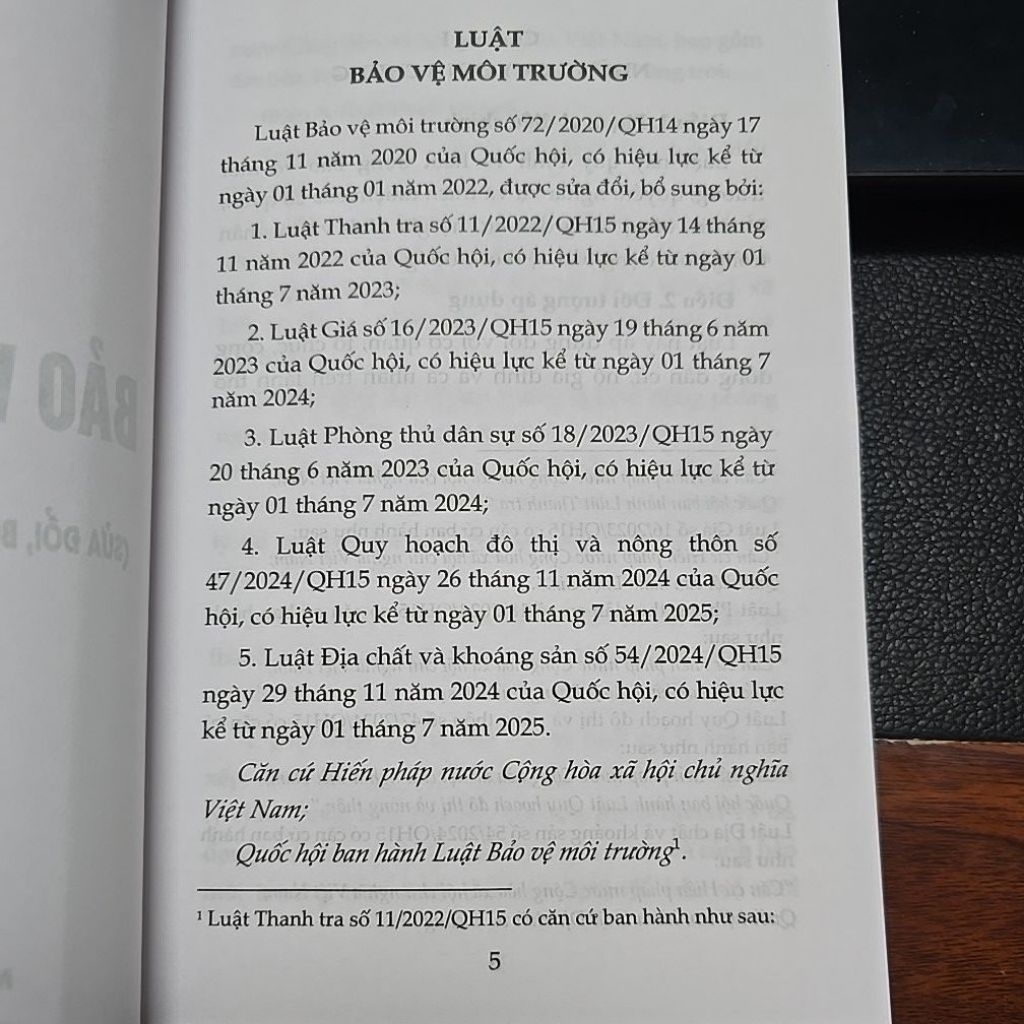 LUẬT
BẢO VỆ MÔI TRƯỜNG
Luật Bảo vệ môi trường số 72/2020/QH14 ngày 17
tháng 11 năm 2020 của Quốc hội, có hiệu lực kể từ
ngày 01 tháng 01 năm 2022, được sửa đổi, bổ sung bởi:
1. Luật Thanh tra số 11/2022/QH15 ngày 14 tháng
11 năm 2022 của Quốc hội, có hiệu lực kể từ ngày 01
tháng 7 năm 2023;
2. Luật Giá số 16/2023/QH15 ngày 19 tháng 6 năm
2023 của Quốc hội, có hiệu lực kể từ ngày 01 tháng 7
năm 2024;
3. Luật Phòng thủ dân sự số 18/2023/QH15 ngày
20 tháng 6 năm 2023 của Quốc hội, có hiệu lực kể từ
ngày 01 tháng 7 năm 2024;
4. Luật Quy hoạch đô thị và nông thôn số
47/2024/QH15 ngày 26 tháng 11 năm 2024 của Quốc
hội, có hiệu lực kể từ ngày 01 tháng 7 năm 2025;
5. Luật Địa chất và khoáng sản số 54/2024/QH15
ngày 29 tháng 11 năm 2024 của Quốc hội, có hiệu lực
kể từ ngày 01 tháng 7 năm 2025.
Căn cứ Hiến pháp nước Cộng hòa xã hội chủ nghĩa
Việt Nam;
Quốc hội ban hành Luật Bảo vệ môi trường¹.
¹ Luật Thanh tra số 11/2022/QH15 có căn cứ ban hành như sau:
5